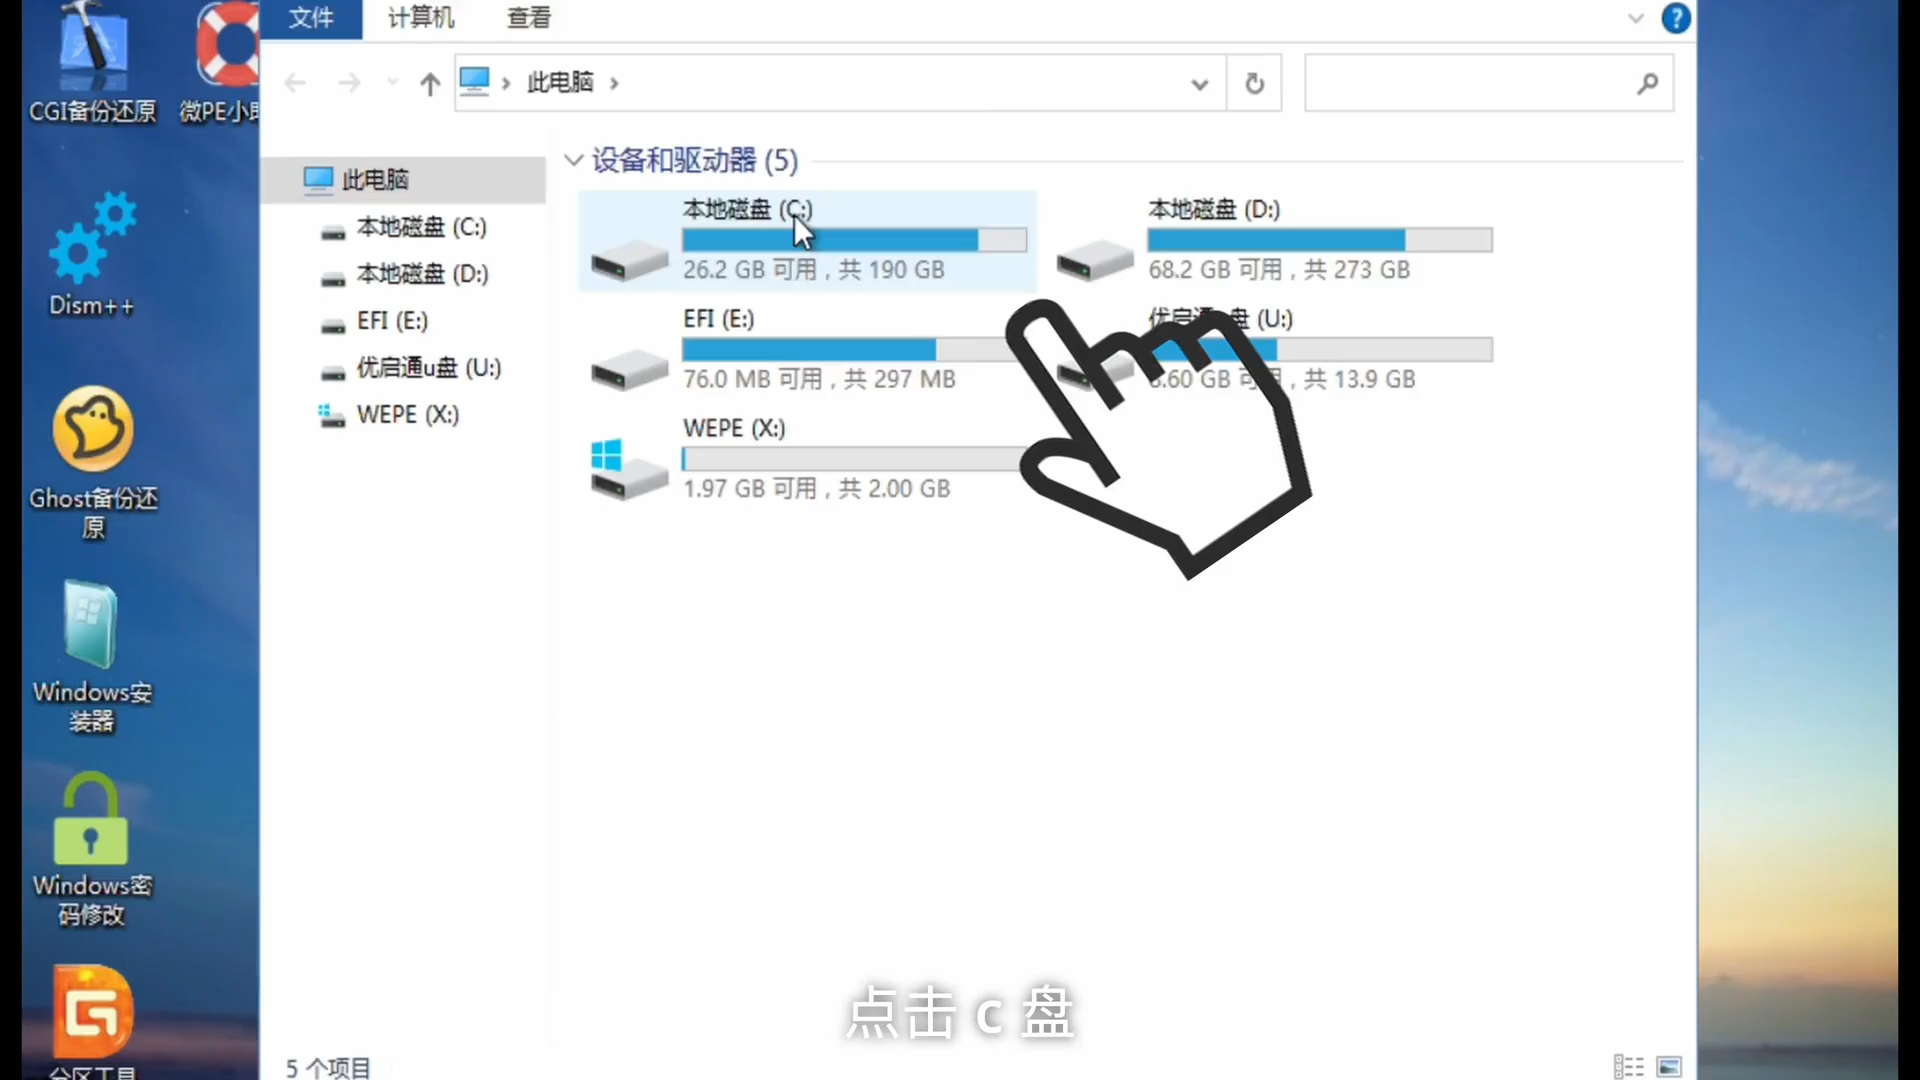 文件
计算机
查看
CGI备份还原
微PE小
此电脑
设备和驱动器 (5)
此电脑
本地磁盘 (C:)
本地磁盘 (D:)
EFI (E:)
优启通u盘 (U:)
WEPE (X:)
本地磁盘 (C:)
26.2 GB 可用，共 190 GB
本地磁盘 (D:)
68.2 GB 可用，共 273 GB
EFI (E:)
76.0 MB 可用，共 297 MB
优启 盘 (U:)
.60 GB 可 ，共 13.9 GB
WEPE (X:)
1.97 GB 可用，共 2.00 GB
Dism++
Ghost备份还
原
Windows安
装器
Windows密
码修改
分区工具
点击 c 盘
5 个项目